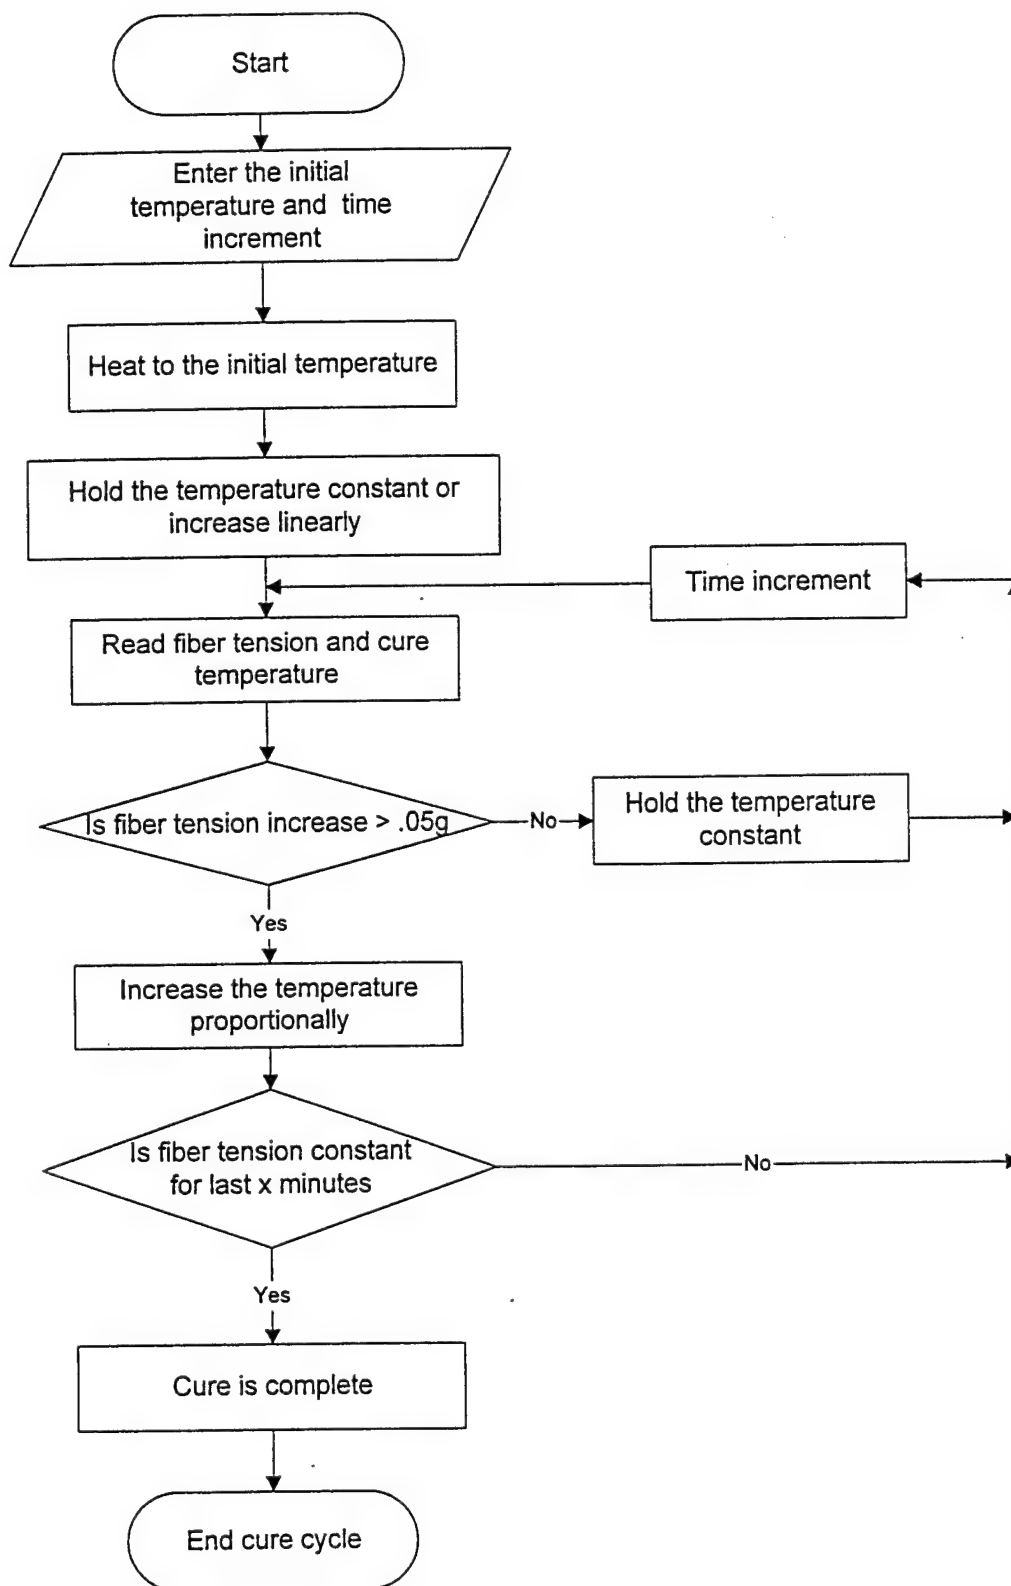 Start
Enter the initial
temperature and time
increment
Heat to the initial temperature
Hold the temperature constant or
increase linearly
Time increment
Read fiber tension and cure
temperature
Is fiber tension increase > .05g
No
Hold the temperature
constant
Yes
Increase the temperature
proportionally
Is fiber tension constant
for last x minutes
No
Yes
Cure is complete
End cure cycle